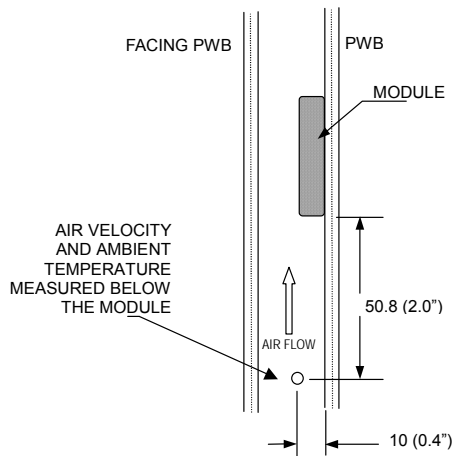 FACING PWB
PWB
MODULE
AIR VELOCITY
AND AMBIENT
TEMPERATURE
MEASURED BELOW
THE MODULE
50.8 (2.0”)
AIR FLOW
10 (0.4”)